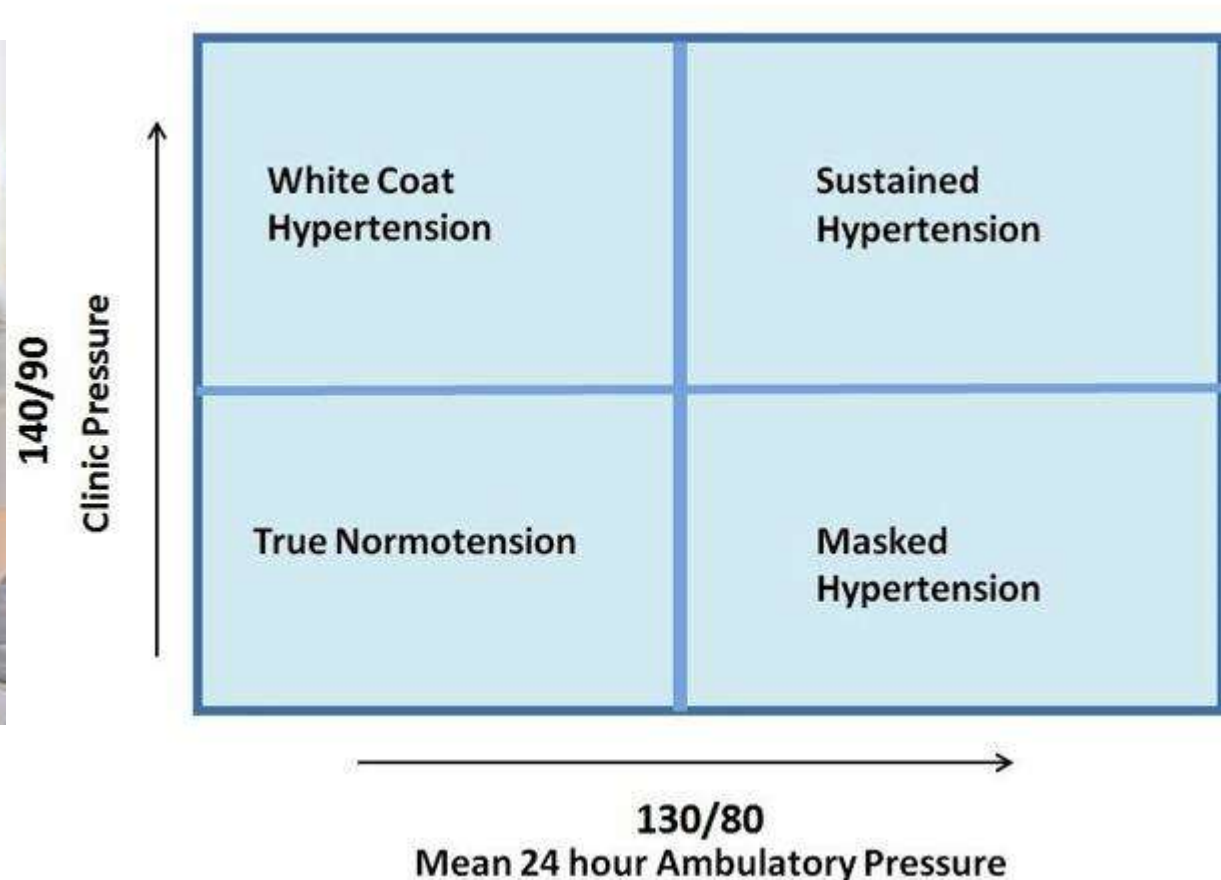 White Coat
Hypertension
Sustained
Hypertension
140/90
Clinic Pressure
True Normotension
Masked
Hypertension
130/80
Mean 24 hour Ambulatory Pressure